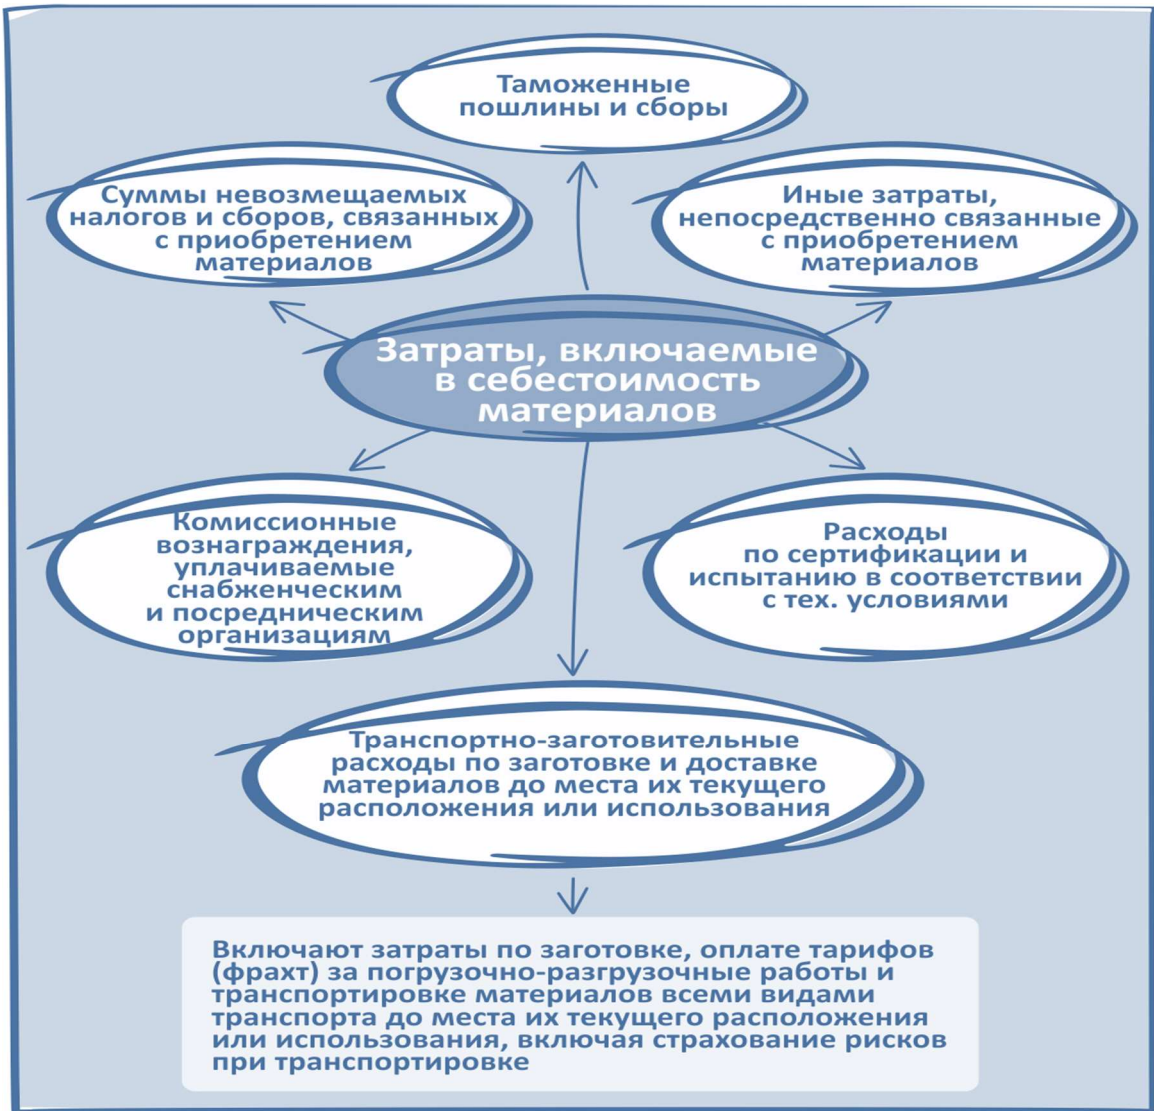 Таможенные
пошлины и сборы
Суммы невозмещаемых
налогов и сборов, связанных
с приобретением
материалов
Иные затраты,
непосредственно связанные
с приобретением
материалов
Затраты, включаемые
в себестоимость
материалов
Комиссионные
вознаграждения,
уплачиваемые
снабженческим
и посредническим
организациям
Расходы
по сертификации и
испытанию в соответствии
с тех. условиями
Транспортно-заготовительные
расходы по заготовке и доставке
материалов до места их текущего
расположения или использования
Включают затраты по заготовке, оплате тарифов
(фрахт) за погрузочно-разгрузочные работы и
транспортировке материалов всеми видами
транспорта до места их текущего расположения
или использования, включая страхование рисков
при транспортировке